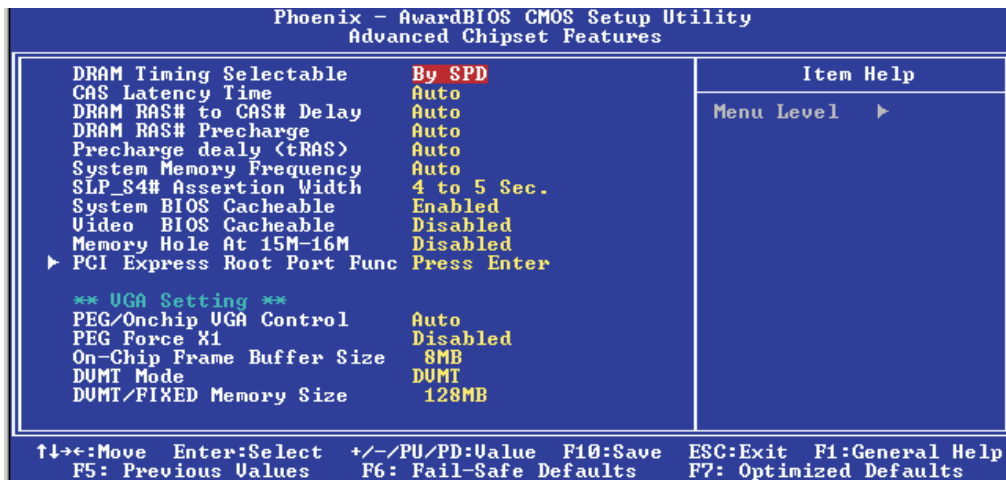 Phoenix - AwardBIOS CMOS Setup Utility
Advanced Chipset Features
DRAM Timing Selectable By SPD
CAS Latency Time Auto
DRAM RAS# to CAS# Delay Auto
DRAM RAS# Precharge Auto
Precharge dealy (tRAS) Auto
System Memory Frequency Auto
SLP_S4# Assertion Width 4 to 5 Sec.
System BIOS Cacheable Enabled
Video BIOS Cacheable Disabled
Memory Hole At 15M-16M Disabled
► PCI Express Root Port Func Press Enter
** VGA Setting **
PEG/Onchip VGA Control Auto
PEG Force X1 Disabled
On-Chip Frame Buffer Size 8MB
DVMT Mode DVMT
DVMT/FIXED Memory Size 128MB
Item Help
Menu Level ►
↑↓→←:Move Enter:Select +/-/PU/PD:Value F10:Save ESC:Exit F1:General Help
F5: Previous Values F6: Fail-Safe Defaults F7: Optimized Defaults